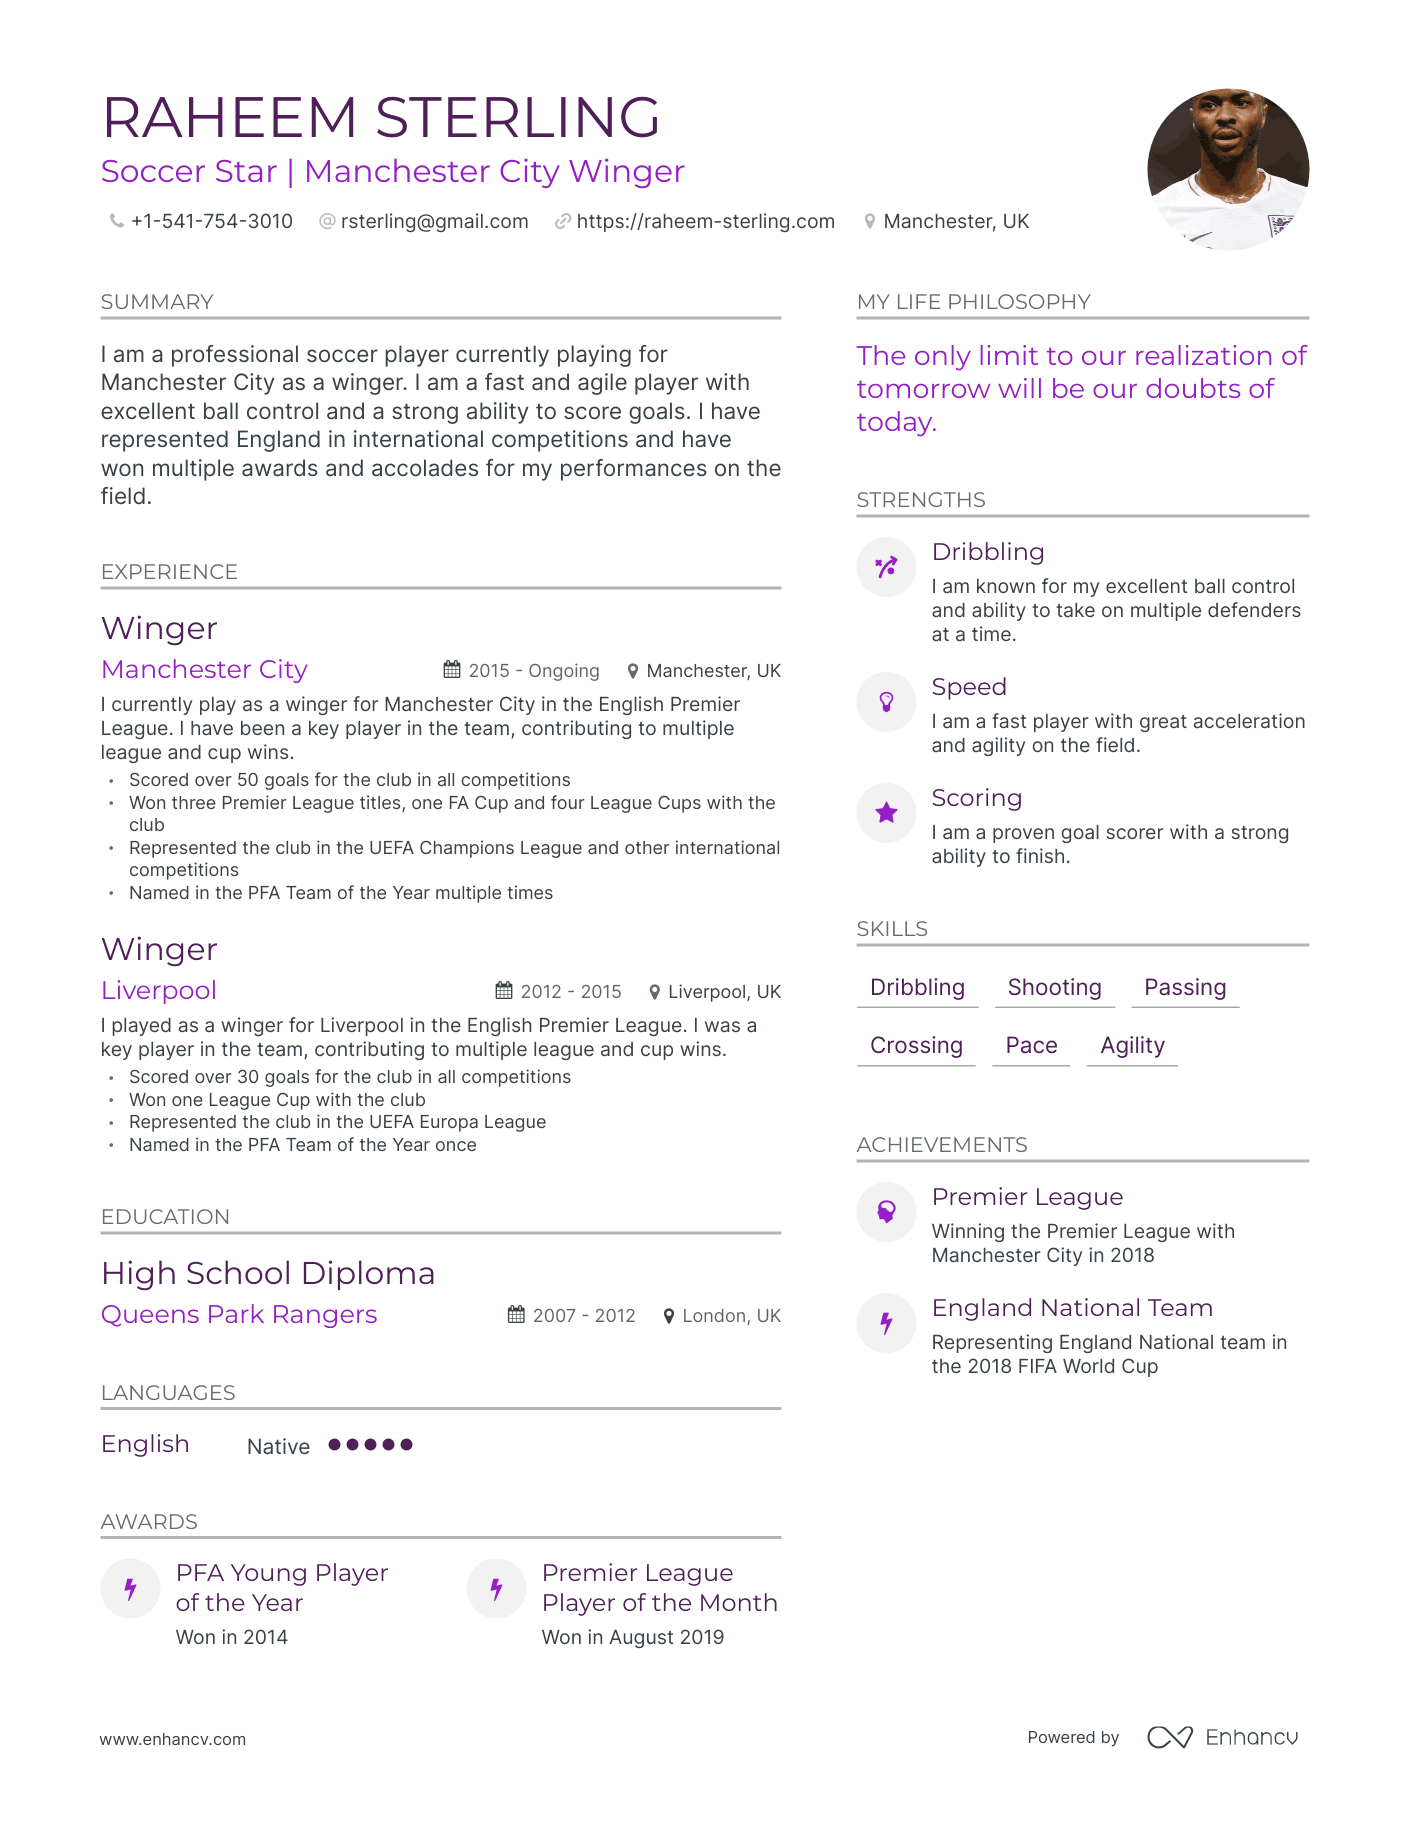 RAHEEM STERLING
Soccer Star | Manchester City Winger
+1-541-754-3010 rsterling@gmail.com https://raheem-sterling.com Manchester, UK
SUMMARY
I am a professional soccer player currently playing for
Manchester City as a winger. I am a fast and agile player with
excellent ball control and a strong ability to score goals. I have
represented England in international competitions and have
won multiple awards and accolades for my performances on the
field.
EXPERIENCE
Winger
Manchester City 2015 - Ongoing Manchester, UK
I currently play as a winger for Manchester City in the English Premier
League. I have been a key player in the team, contributing to multiple
league and cup wins.
• Scored over 50 goals for the club in all competitions
• Won three Premier League titles, one FA Cup and four League Cups with the
club
• Represented the club in the UEFA Champions League and other international
competitions
• Named in the PFA Team of the Year multiple times
Winger
Liverpool 2012 - 2015 Liverpool, UK
I played as a winger for Liverpool in the English Premier League. I was a
key player in the team, contributing to multiple league and cup wins.
• Scored over 30 goals for the club in all competitions
• Won one League Cup with the club
• Represented the club in the UEFA Europa League
• Named in the PFA Team of the Year once
EDUCATION
High School Diploma
Queens Park Rangers 2007 - 2012 London, UK
LANGUAGES
English Native
AWARDS
PFA Young Player
of the Year
Won in 2014
Premier League
Player of the Month
Won in August 2019
MY LIFE PHILOSOPHY
The only limit to our realization of
tomorrow will be our doubts of
today.
STRENGTHS
Dribbling
I am known for my excellent ball control
and ability to take on multiple defenders
at a time.
Speed
I am a fast player with great acceleration
and agility on the field.
Scoring
I am a proven goal scorer with a strong
ability to finish.
SKILLS
Dribbling Shooting Passing
Crossing Pace Agility
ACHIEVEMENTS
Premier League
Winning the Premier League with
Manchester City in 2018
England National Team
Representing England National team in
the 2018 FIFA World Cup
www.enhancv.com
Powered by Enhancv